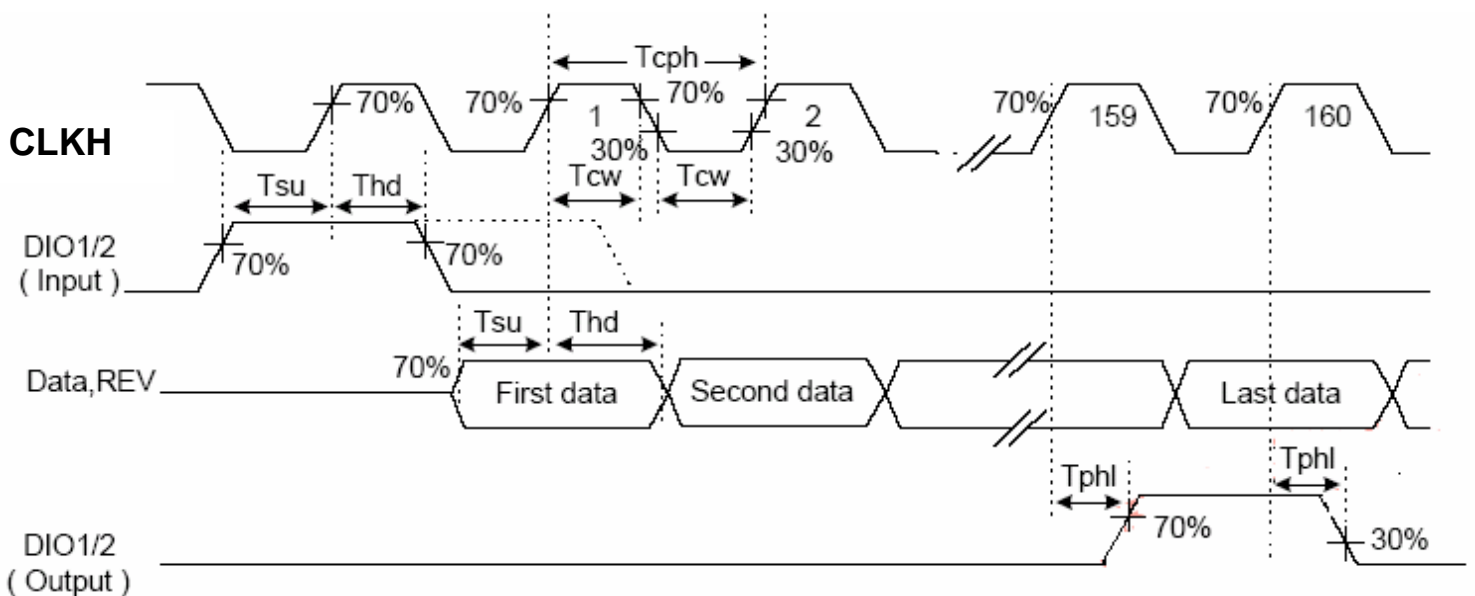 Tcph
70%
70%
70%
1
2
30%
30%
70%
159
70%
160
CLKH
Tsu
Thd
Tcw
Tcw
DIO1/2
( Input )
70%
70%
Tsu
Thd
70%
Data,REV
First data
Second data
Last data
Tphl
Tphl
DIO1/2
( Output )
70%
30%